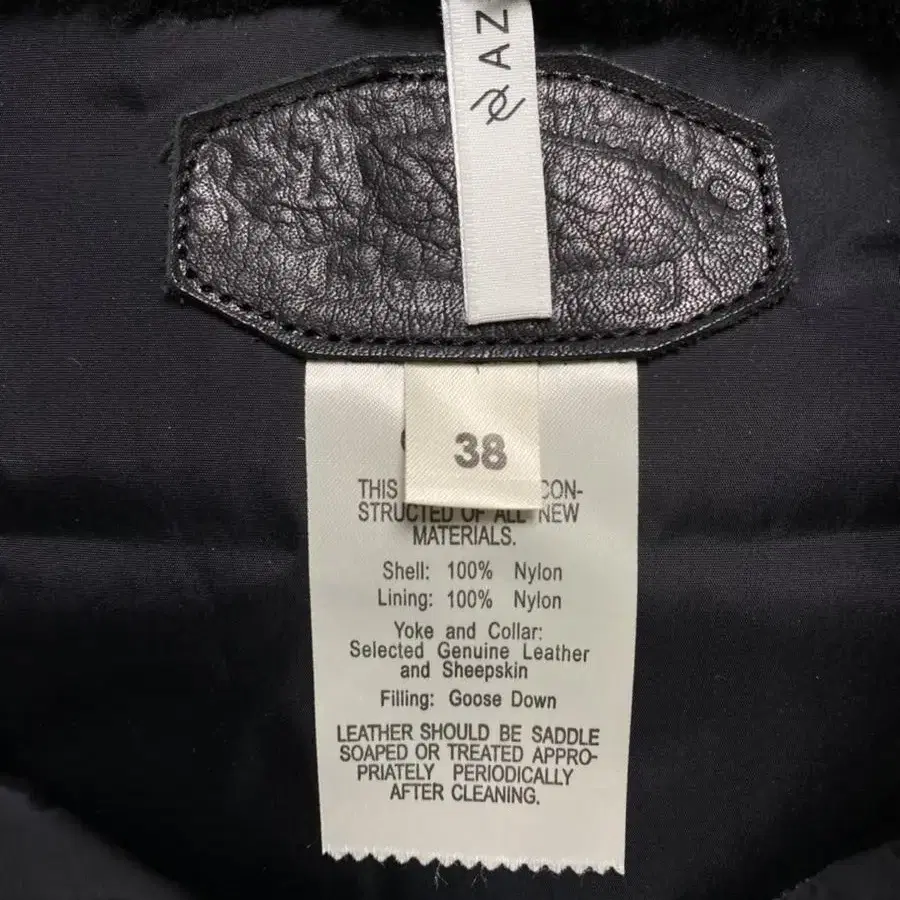 AZ
38
THIS CON-
STRUCTED OF ALL NEW
MATERIALS.
Shell: 100% Nylon
Lining: 100% Nylon
Yoke and Collar:
Selected Genuine Leather
and Sheepskin
Filling: Goose Down
LEATHER SHOULD BE SADDLE
SOAPED OR TREATED APPRO-
PRIATELY PERIODICALLY
AFTER CLEANING.